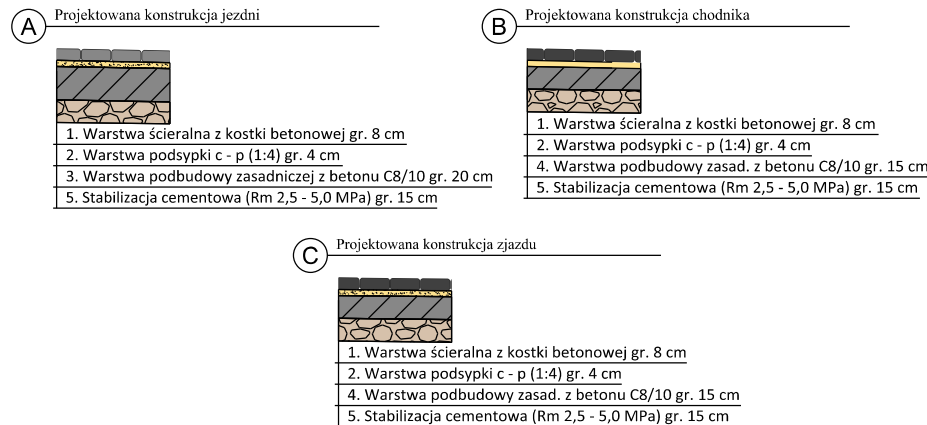 A
Projektowana konstrukcja jezdni
1. Warstwa ścieralna z kostki betonowej gr. 8 cm
2. Warstwa podsypki c - p (1:4) gr. 4 cm
3. Warstwa podbudowy zasadniczej z betonu C8/10 gr. 20 cm
5. Stabilizacja cementowa (Rm 2,5 - 5,0 MPa) gr. 15 cm
B
Projektowana konstrukcja chodnika
1. Warstwa ścieralna z kostki betonowej gr. 8 cm
2. Warstwa podsypki c - p (1:4) gr. 4 cm
4. Warstwa podbudowy zasad. z betonu C8/10 gr. 15 cm
5. Stabilizacja cementowa (Rm 2,5 - 5,0 MPa) gr. 15 cm
C
Projektowana konstrukcja zjazdu
1. Warstwa ścieralna z kostki betonowej gr. 8 cm
2. Warstwa podsypki c - p (1:4) gr. 4 cm
4. Warstwa podbudowy zasad. z betonu C8/10 gr. 15 cm
5. Stabilizacja cementowa (Rm 2,5 - 5,0 MPa) gr. 15 cm